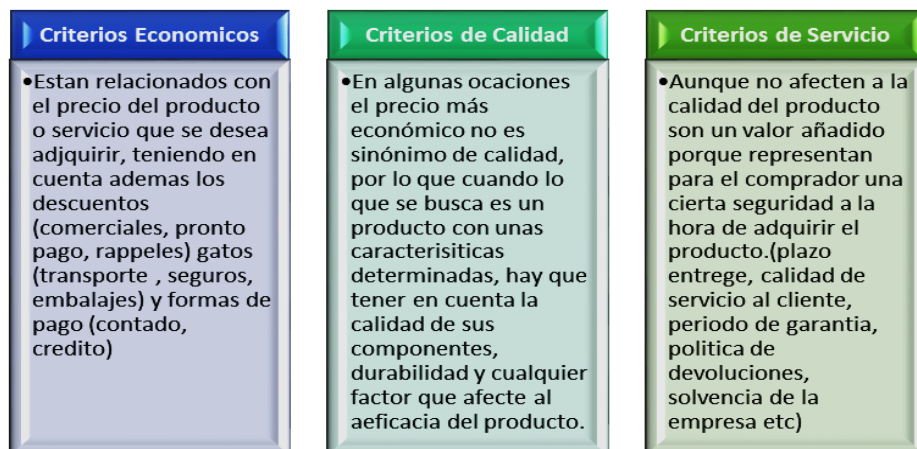 Criterios Economicos
•Estan relacionados con
el precio del producto
o servicio que se desea
adjquirir, teniendo en
cuenta ademas los
descuentos
(comerciales, pronto
pago, rappeles) gatos
(transporte , seguros,
embalajes) y formas de
pago (contado,
credito)
Criterios de Calidad
•En algunas ocaciones
el precio más
económico no es
sinónimo de calidad,
por lo que cuando lo
que se busca es un
producto con unas
caracterisiticas
determinadas, hay que
tener en cuenta la
calidad de sus
componentes,
durabilidad y cualquier
factor que afecte al
aeficacia del producto.
Criterios de Servicio
•Aunque no afecten a la
calidad del producto
son un valor añadido
porque representan
para el comprador una
cierta seguridad a la
hora de adquirir el
producto.(plazo
entrege, calidad de
servicio al cliente,
periodo de garantia,
politica de
devoluciones,
solvencia de la
empresa etc)